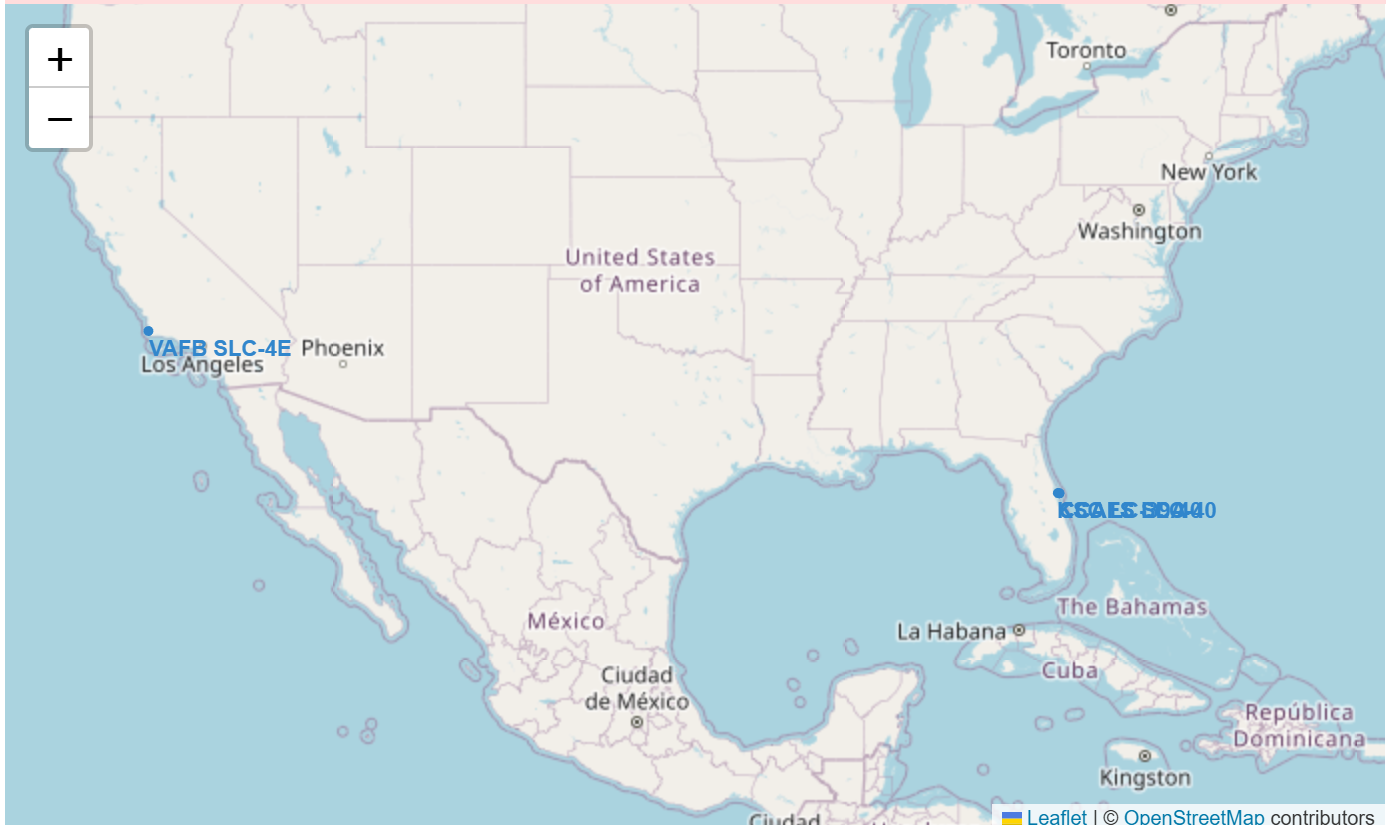 +
−
Toronto
New York
Washington
United States
of America
VAFB SLC-4E
Phoenix
Los Angeles
The Bahamas
La Habana
México
Cuba
Ciudad
de México
República
Dominicana
Kingston
Ciudad
Leaflet | © OpenStreetMap contributors